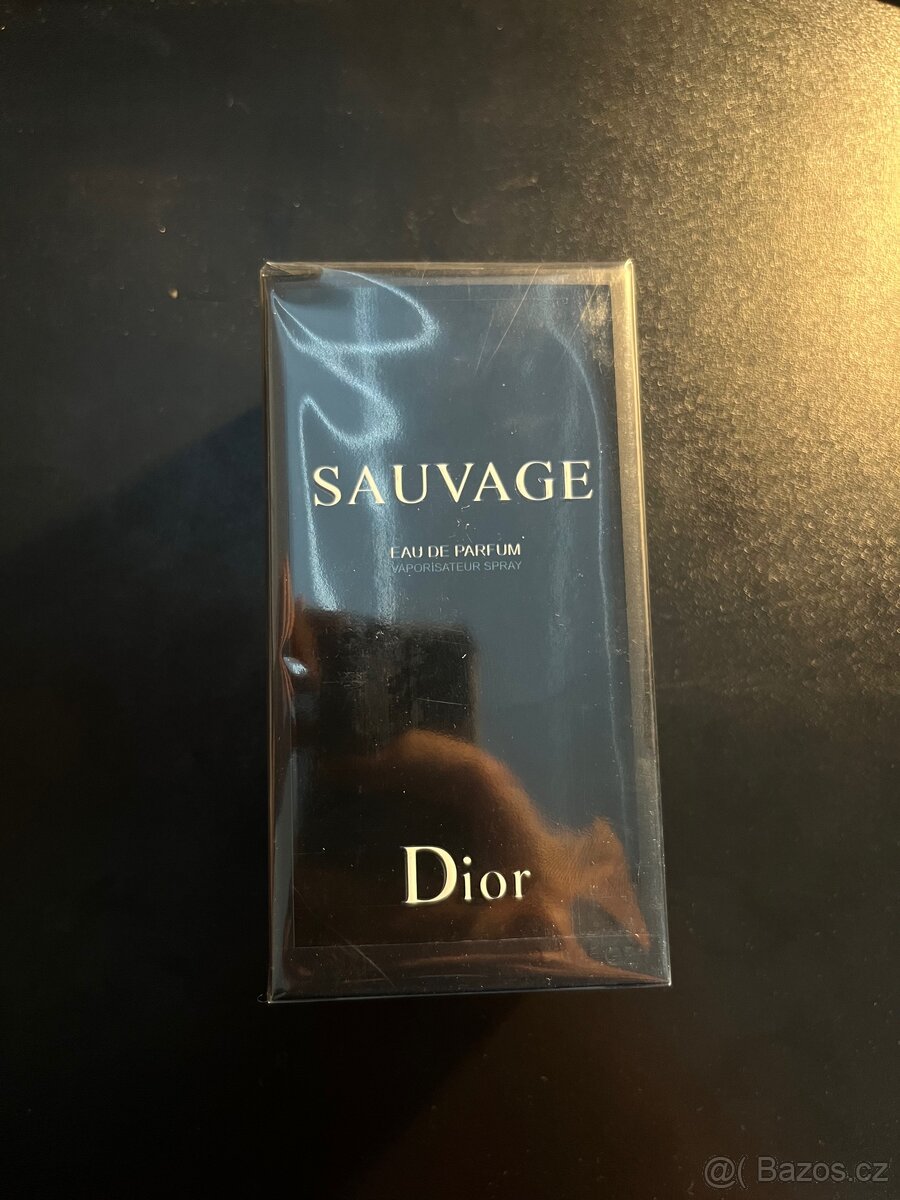 SAUVAGE
EAU DE PARFUM
VAPORISATEUR SPRAY
Dior
@( Bazos.cz